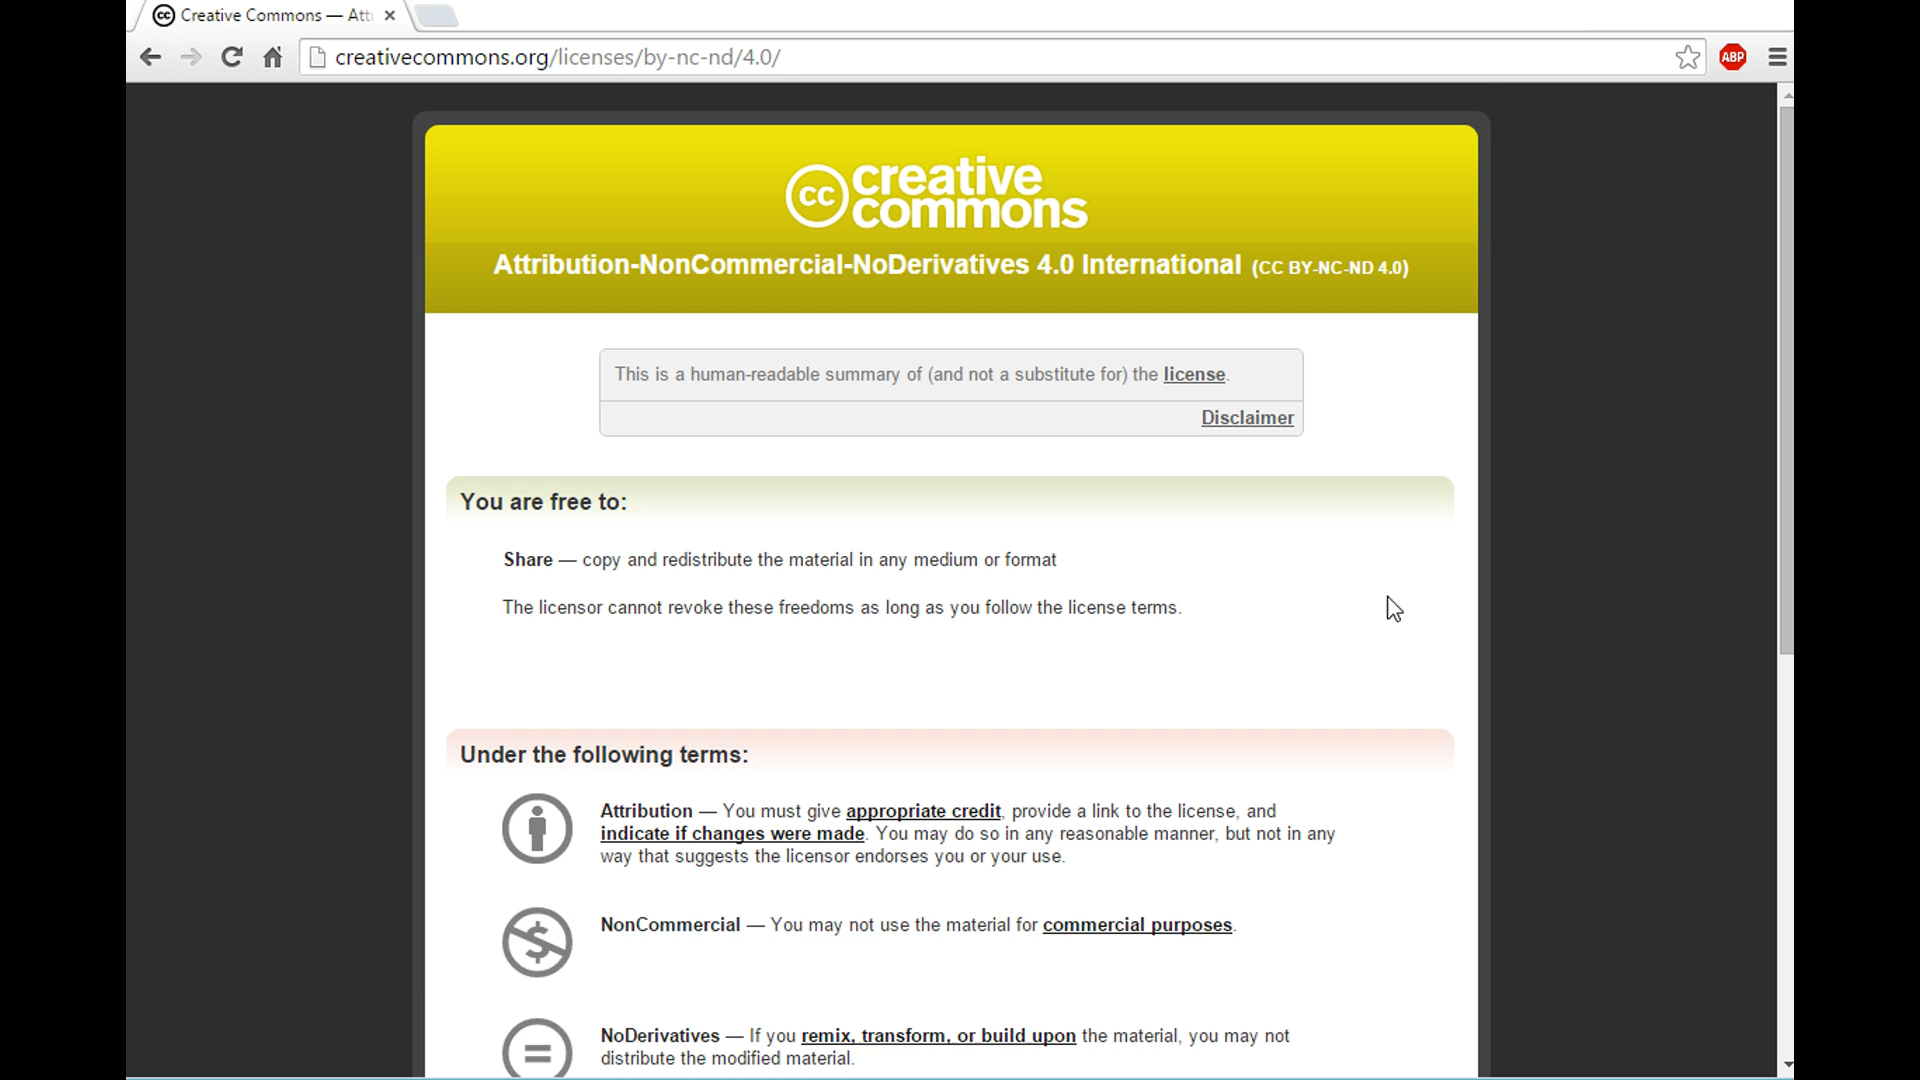 Creative Commons — Att
creativecommons.org/licenses/by-nc-nd/4.0/
ABP
cc creative
commons
Attribution-NonCommercial-NoDerivatives 4.0 International (CC BY-NC-ND 4.0)
This is a human-readable summary of (and not a substitute for) the license.
Disclaimer
You are free to:
Share — copy and redistribute the material in any medium or format
The licensor cannot revoke these freedoms as long as you follow the license terms.
Under the following terms:
Attribution — You must give appropriate credit, provide a link to the license, and
indicate if changes were made. You may do so in any reasonable manner, but not in any
way that suggests the licensor endorses you or your use.
NonCommercial — You may not use the material for commercial purposes.
NoDerivatives — If you remix, transform, or build upon the material, you may not
distribute the modified material.